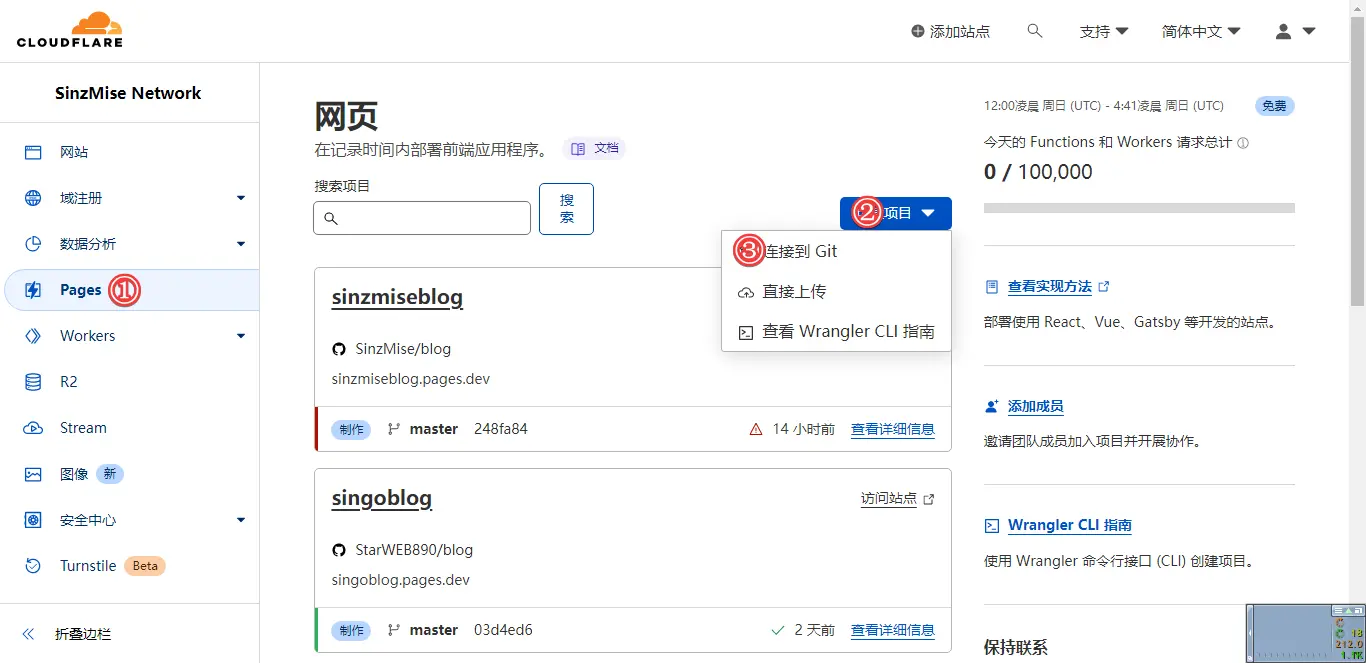 CLOUDFLARE
添加站点
支持
简体中文
SinzMise Network
网站
域注册
数据分析
Pages ①
Workers
R2
Stream
图像 新
安全中心
Turnstile Beta
折叠边栏
网页
在记录时间内部署前端应用程序。 文档
搜索项目
搜
索
② 项目
③ 连接到 Git
直接上传
查看 Wrangler CLI 指南
sinzmiseblog
SinzMise/blog
sinzmiseblog.pages.dev
制作 master 248fa84 14 小时前 查看详细信息
singoblog 访问站点
StarWEB890/blog
singoblog.pages.dev
制作 master 03d4ed6 2 天前 查看详细信息
12:00凌晨 周日 (UTC) - 4:41凌晨 周日 (UTC) 免费
今天的 Functions 和 Workers 请求总计
0 / 100,000
查看实现方法
部署使用 React、Vue、Gatsby 等开发的站点。
添加成员
邀请团队成员加入项目并开展协作。
Wrangler CLI 指南
使用 Wrangler 命令行接口 (CLI) 创建项目。
保持联系
C
C 18
212.0